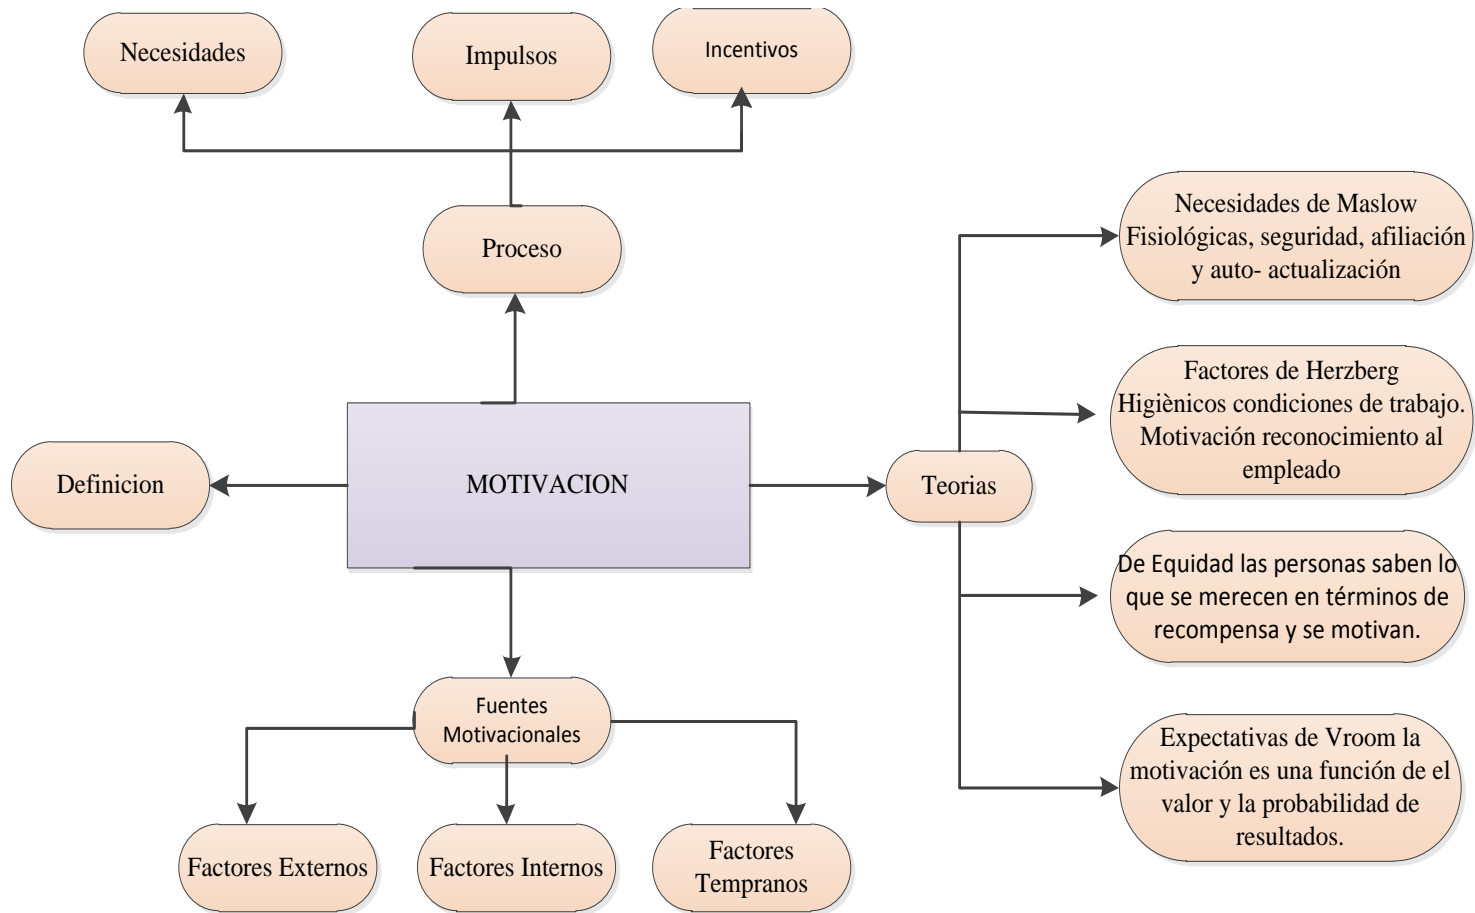 Necesidades
Impulsos
Incentivos
Proceso
Definicion
MOTIVACION
Teorias
Necesidades de Maslow
Fisiológicas, seguridad, afiliación
y auto- actualización
Factores de Herzberg
Higiènicos condiciones de trabajo.
Motivación reconocimiento al
empleado
De Equidad las personas saben lo
que se merecen en términos de
recompensa y se motivan.
Expectativas de Vroom la
motivación es una función de el
valor y la probabilidad de
resultados.
Fuentes
Motivacionales
Factores Externos
Factores Internos
Factores
Tempranos